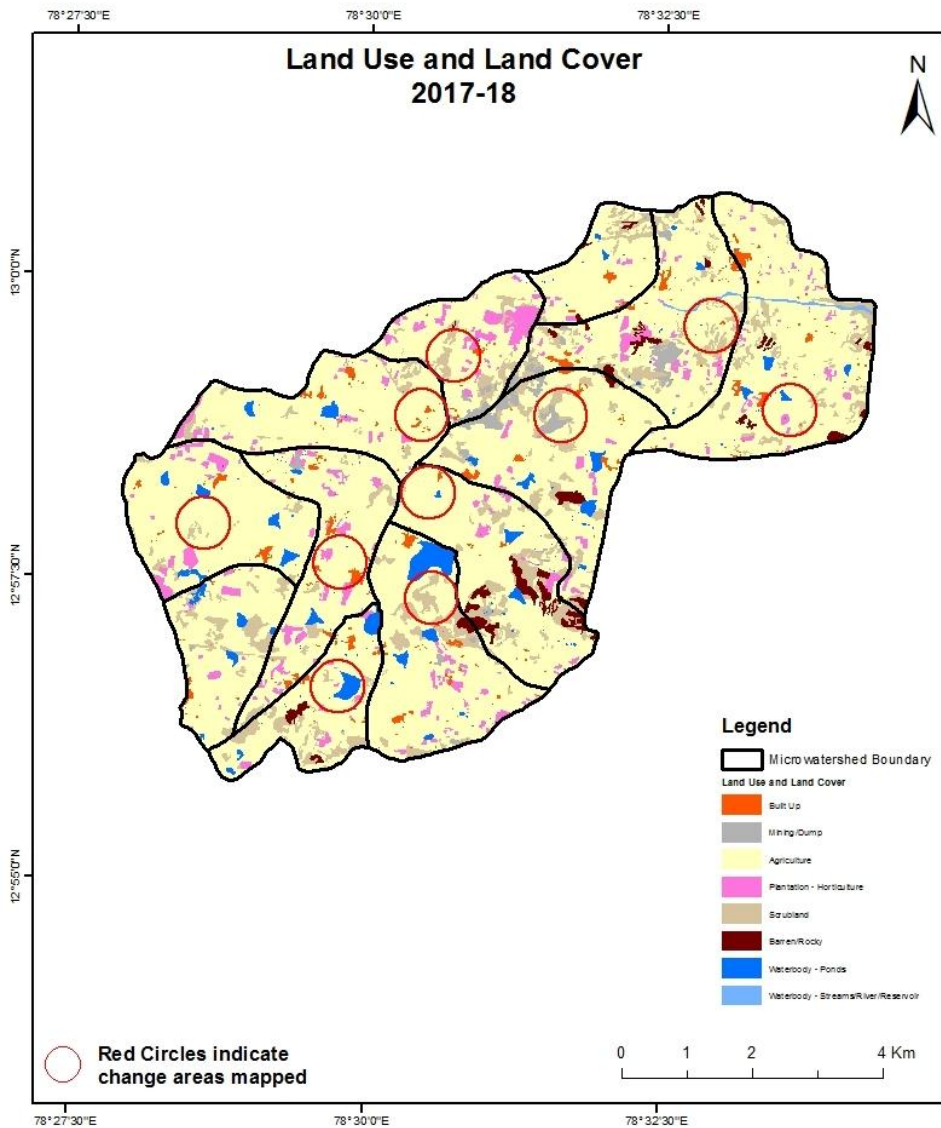 78°27'30"E 78°30'0"E 78°32'30"E
Land Use and Land Cover
2017-18
N
13°0'0"N
12°57'30"N
12°55'0"N
Legend
Microwatershed Boundary
Land Use and Land Cover
Built Up
Mining/Dump
Agriculture
Plantation - Horticulture
Scrubland
Barren/Rocky
Waterbody - Ponds
Waterbody - Streams/River/Reservoir
Red Circles indicate
change areas mapped
0 1 2 4 Km
78°27'30"E 78°30'0"E 78°32'30"E